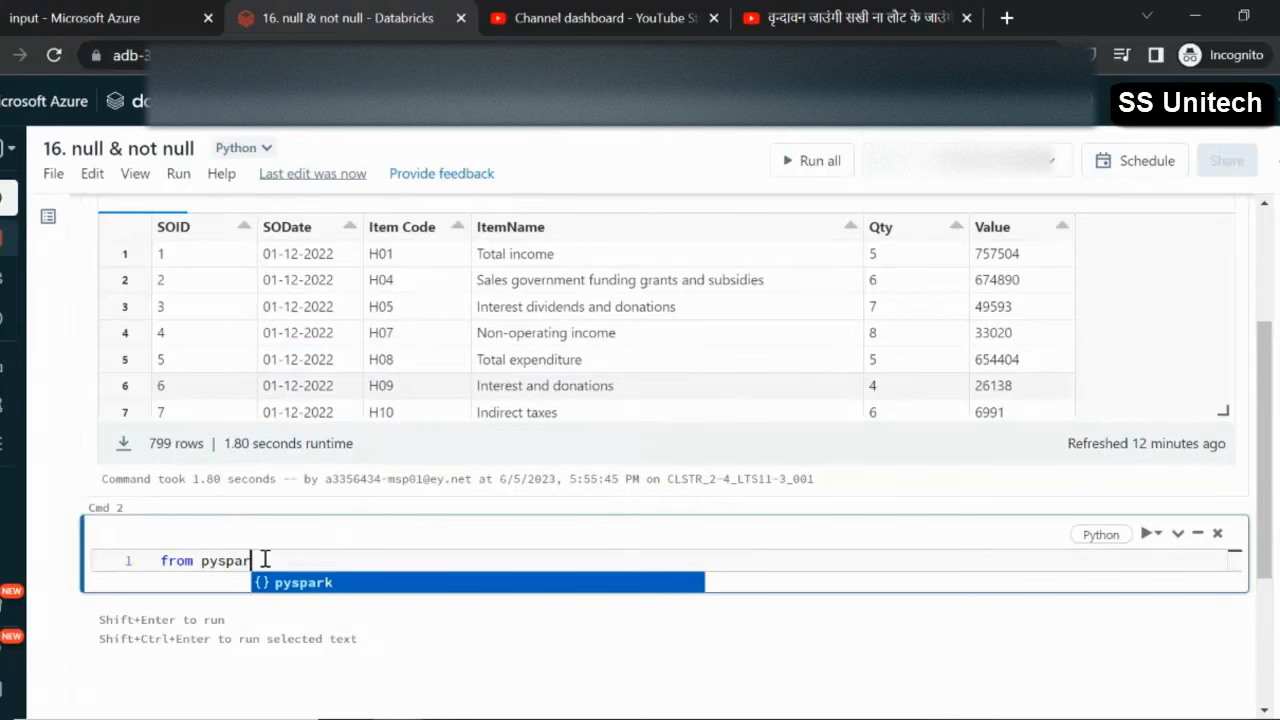 input - Microsoft Azure
16. null & not null - Databricks
Channel dashboard - YouTube S
वृन्दावन जाउंगी सखी ना लौट के जाउं
adb-3
Incognito
crosoft Azure
SS Unitech
16. null & not null
Python
Run all
Schedule
Share
File Edit View Run Help Last edit was now Provide feedback
SOID SODate Item Code ItemName Qty Value
1 1 01-12-2022 H01 Total income 5 757504
2 2 01-12-2022 H04 Sales government funding grants and subsidies 6 674890
3 3 01-12-2022 H05 Interest dividends and donations 7 49593
4 4 01-12-2022 H07 Non-operating income 8 33020
5 5 01-12-2022 H08 Total expenditure 5 654404
6 6 01-12-2022 H09 Interest and donations 4 26138
7 7 01-12-2022 H10 Indirect taxes 6 6991
799 rows | 1.80 seconds runtime
Refreshed 12 minutes ago
Command took 1.80 seconds -- by a3356434-msp01@ey.net at 6/5/2023, 5:55:45 PM on CLSTR_2-4_LTS11-3_001
Cmd 2
Python
1 from pyspar
{} pyspark
NEW
Shift+Enter to run
NEW
Shift+Ctrl+Enter to run selected text